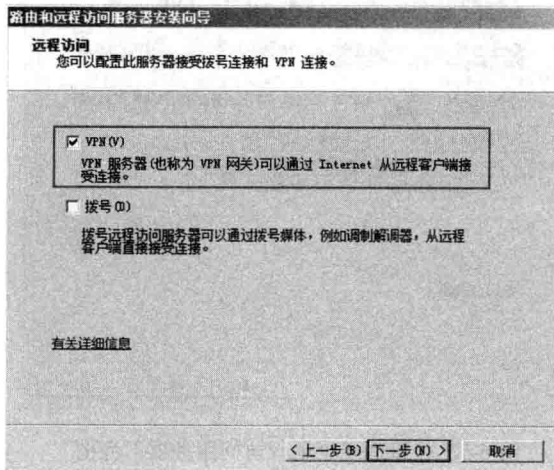 路由和远程访问服务器安装向导
远程访问
您可以配置此服务器接受拨号连接和 VPN 连接。
VPN(V)
VPN 服务器(也称为 VPN 网关)可以通过 Internet 从远程客户端接
受连接。
拨号(D)
拨号远程访问服务器可以通过拨号媒体，例如调制解调器，从远程
客户端直接接受连接。
有关详细信息
< 上一步(B) 下一步(N) > 取消